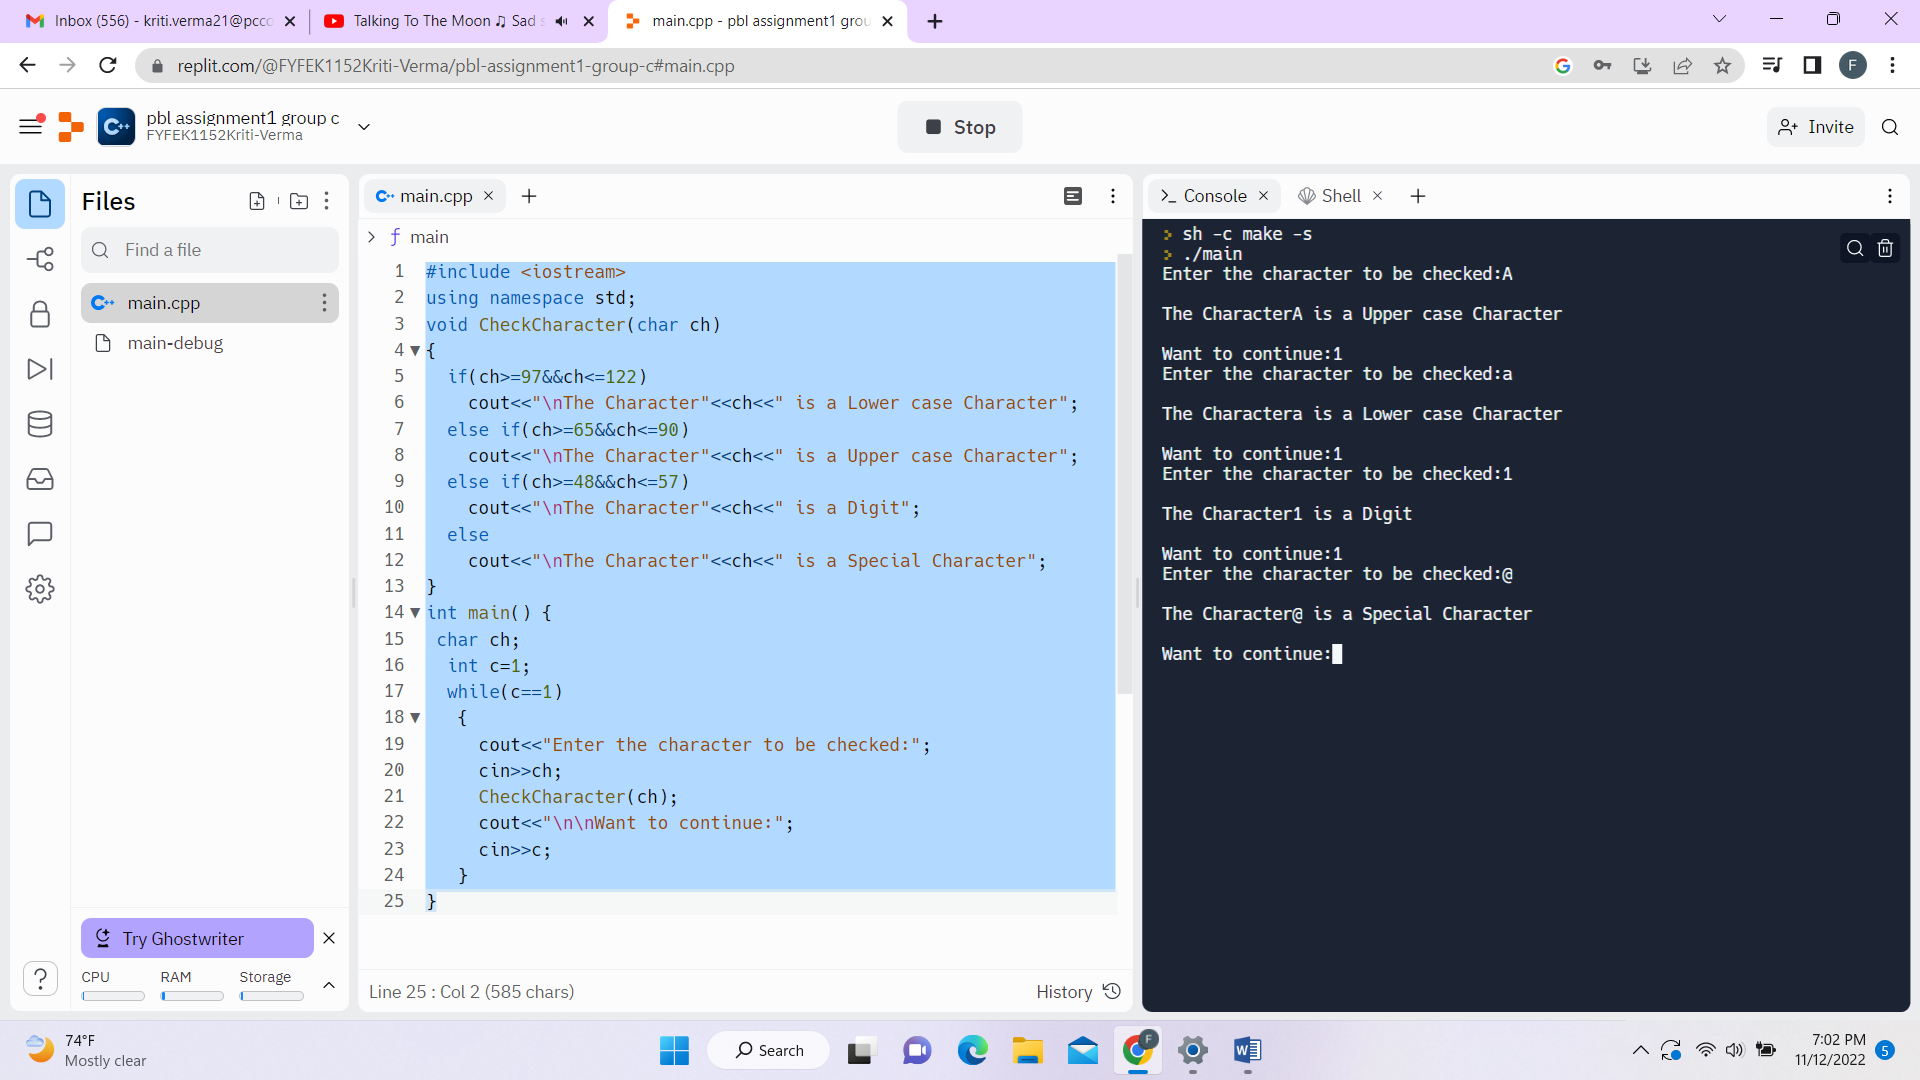 Inbox (556) - kriti.verma21@pcco
Talking To The Moon ♫ Sad s
main.cpp - pbl assignment1 grou
replit.com/@FYFEK1152Kriti-Verma/pbl-assignment1-group-c#main.cpp
F
C++
pbl assignment1 group c
FYFEK1152Kriti-Verma
Stop
Invite
Files
Find a file
main.cpp
main-debug
Try Ghostwriter
CPU RAM Storage
main.cpp
main
1 #include <iostream>
2 using namespace std;
3 void CheckCharacter(char ch)
4 {
5 if(ch>=97&&ch<=122)
6 cout<<"\nThe Character"<<ch<<" is a Lower case Character";
7 else if(ch>=65&&ch<=90)
8 cout<<"\nThe Character"<<ch<<" is a Upper case Character";
9 else if(ch>=48&&ch<=57)
10 cout<<"\nThe Character"<<ch<<" is a Digit";
11 else
12 cout<<"\nThe Character"<<ch<<" is a Special Character";
13 }
14 int main() {
15 char ch;
16 int c=1;
17 while(c==1)
18 {
19 cout<<"Enter the character to be checked:";
20 cin>>ch;
21 CheckCharacter(ch);
22 cout<<"\n\nWant to continue:";
23 cin>>c;
24 }
25 }
Line 25 : Col 2 (585 chars)
History
Console
Shell
> sh -c make -s
> ./main
Enter the character to be checked:A
The CharacterA is a Upper case Character
Want to continue:1
Enter the character to be checked:a
The Charactera is a Lower case Character
Want to continue:1
Enter the character to be checked:1
The Character1 is a Digit
Want to continue:1
Enter the character to be checked:@
The Character@ is a Special Character
Want to continue:
74°F
Mostly clear
Search
F
7:02 PM
11/12/2022
5